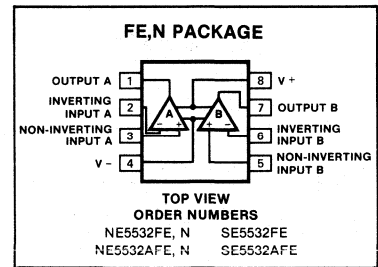 FE,N PACKAGE
OUTPUT A 1
INVERTING INPUT A 2
NON-INVERTING INPUT A 3
V - 4
8 V +
7 OUTPUT B
6 INVERTING INPUT B
5 NON-INVERTING INPUT B
A
B
- +
+ -
TOP VIEW
ORDER NUMBERS
NE5532FE, N SE5532FE
NE5532AFE, N SE5532AFE